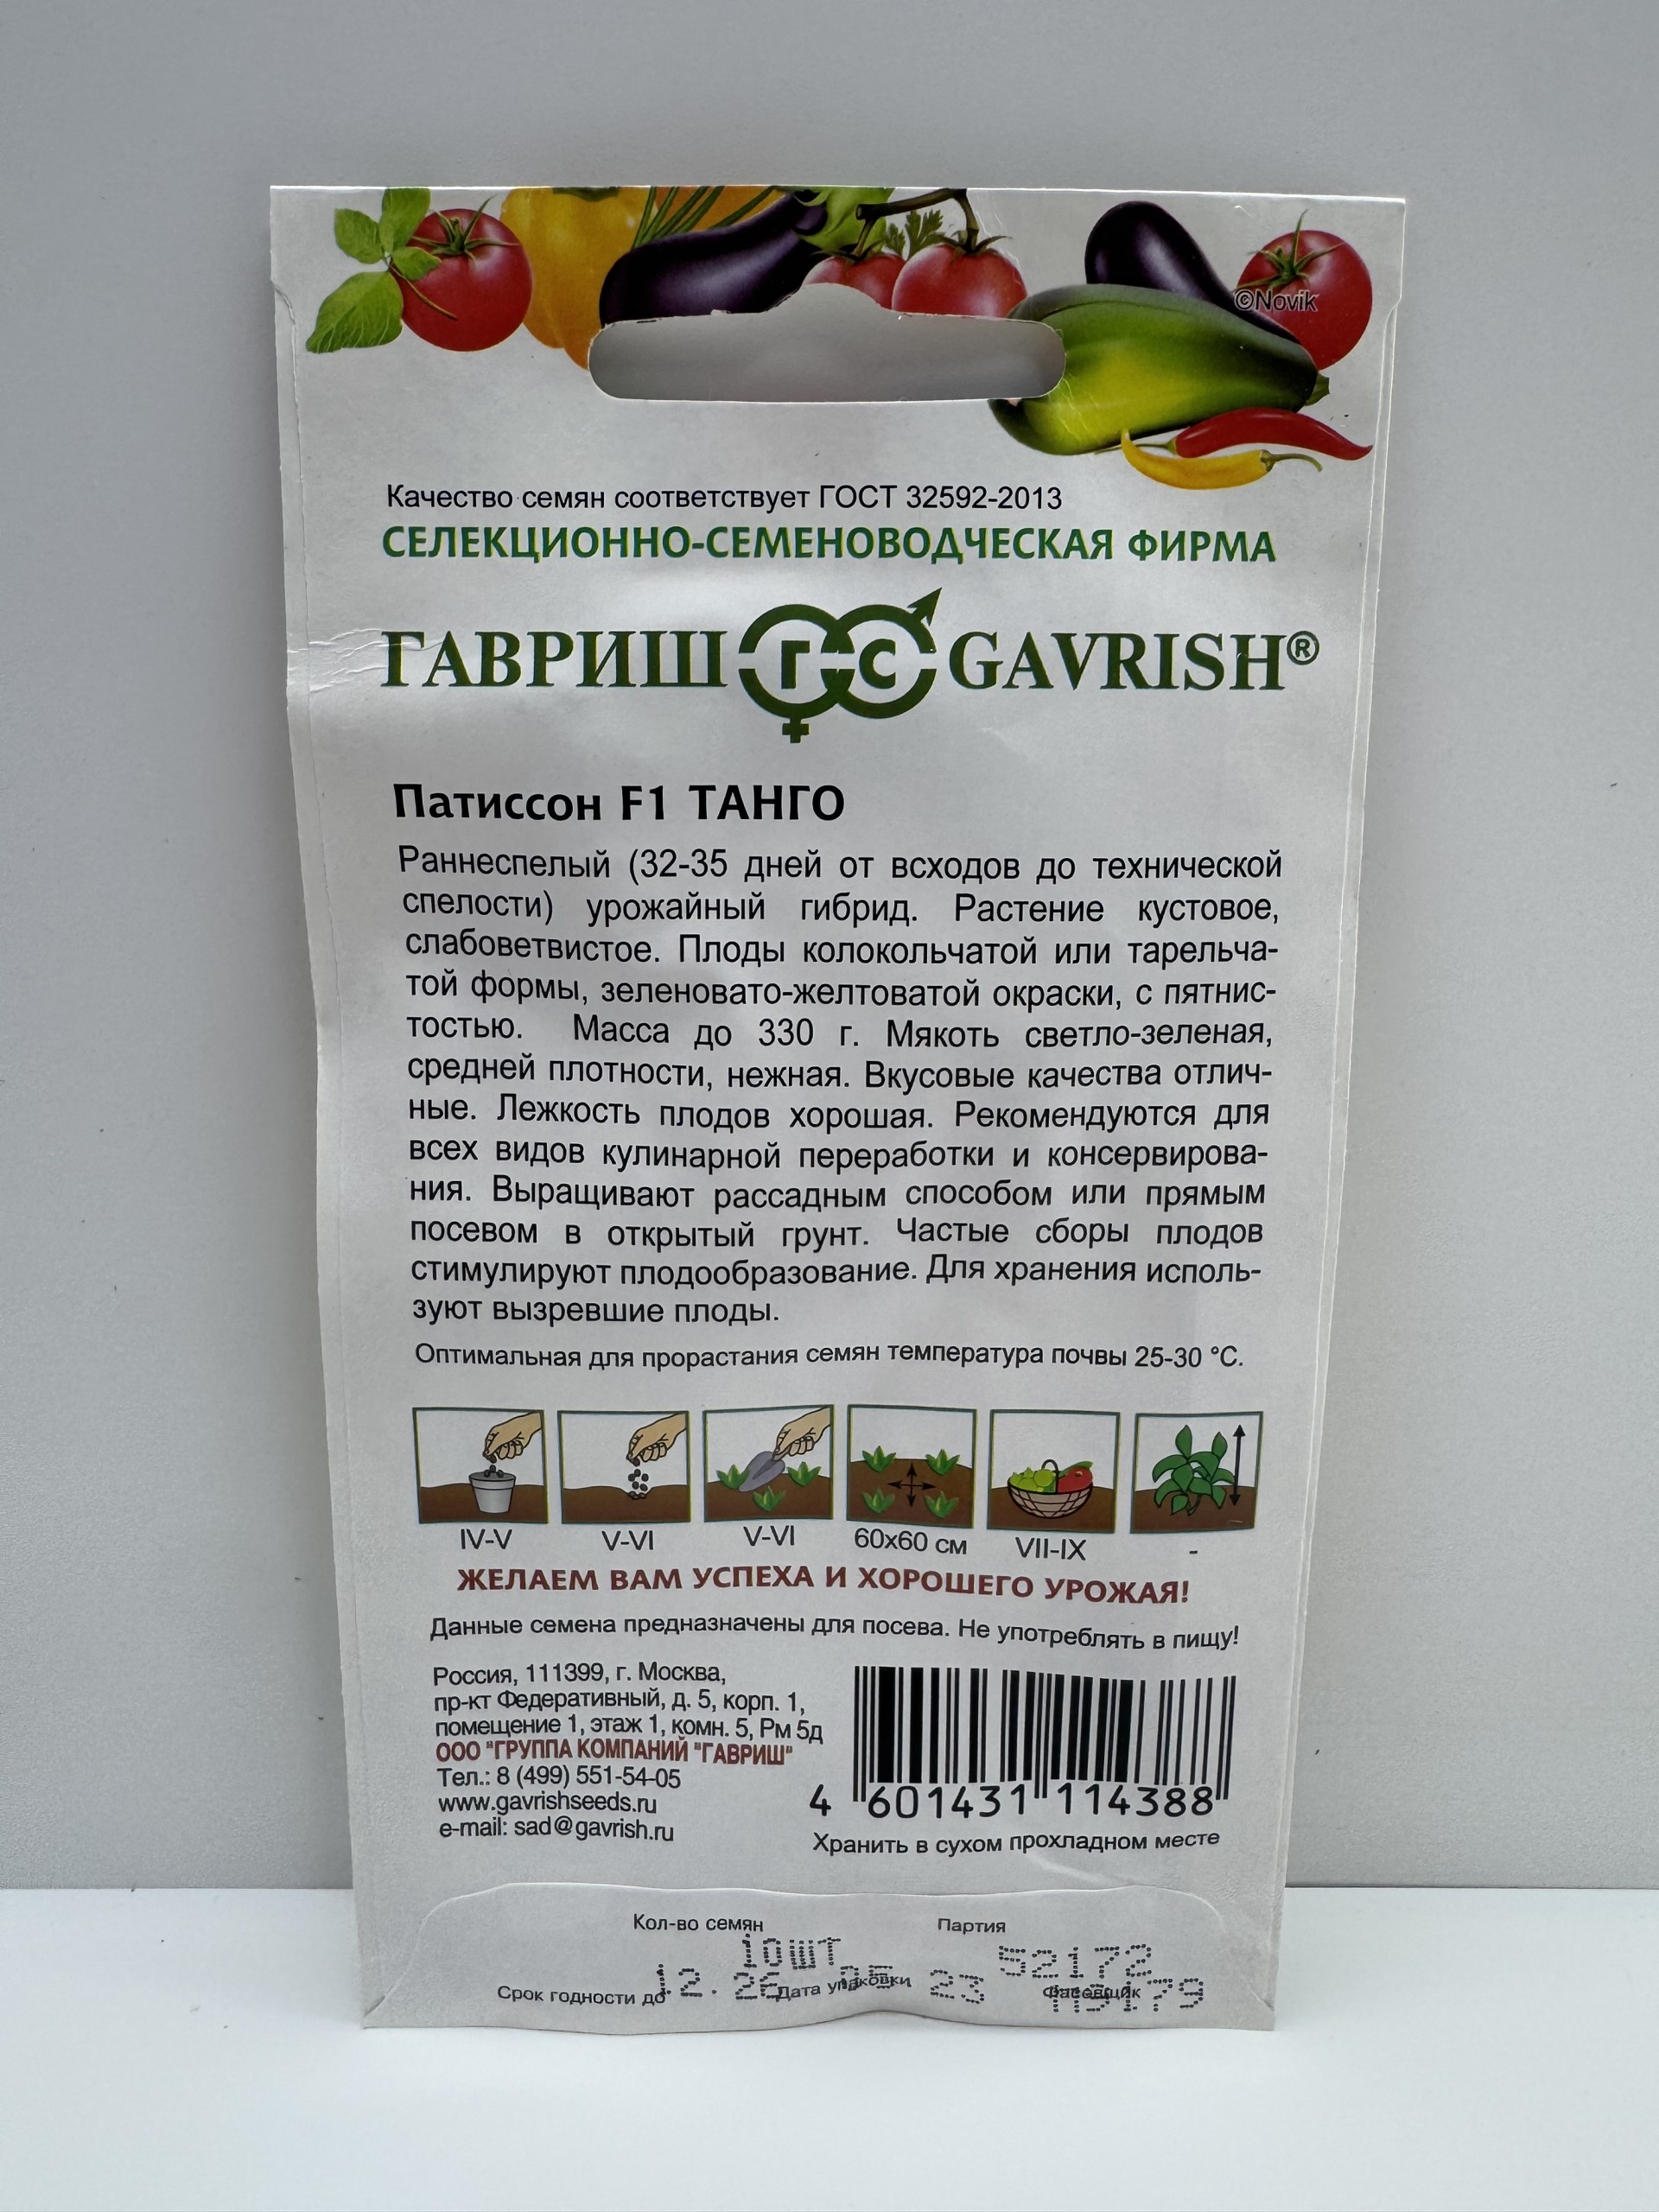 ©Novik
Качество семян соответствует ГОСТ 32592-2013
СЕЛЕКЦИОННО-СЕМЕНОВОДЧЕСКАЯ ФИРМА
ГАВРИШ ГС GAVRISH®
Патиссон F1 ТАНГО
Раннеспелый (32-35 дней от всходов до технической
спелости) урожайный гибрид. Растение кустовое,
слабоветвистое. Плоды колокольчатой или тарельча-
той формы, зеленовато-желтоватой окраски, с пятнис-
тостью. Масса до 330 г. Мякоть светло-зеленая,
средней плотности, нежная. Вкусовые качества отлич-
ные. Лежкость плодов хорошая. Рекомендуются для
всех видов кулинарной переработки и консервирова-
ния. Выращивают рассадным способом или прямым
посевом в открытый грунт. Частые сборы плодов
стимулируют плодообразование. Для хранения исполь-
зуют вызревшие плоды.
Оптимальная для прорастания семян температура почвы 25-30 °С.
IV-V V-VI V-VI 60x60 см VII-IX -
ЖЕЛАЕМ ВАМ УСПЕХА И ХОРОШЕГО УРОЖАЯ!
Данные семена предназначены для посева. Не употреблять в пищу!
Россия, 111399, г. Москва,
пр-кт Федеративный, д. 5, корп. 1,
помещение 1, этаж 1, комн. 5, Рм 5д
ООО "ГРУППА КОМПАНИЙ "ГАВРИШ"
Тел.: 8 (499) 551-54-05
www.gavrishseeds.ru
e-mail: sad@gavrish.ru
4 601431 114388
Хранить в сухом прохладном месте
Кол-во семян Партия
10шт 52172
Срок годности до 12. 26 Дата упаковки 23 Фасовщик